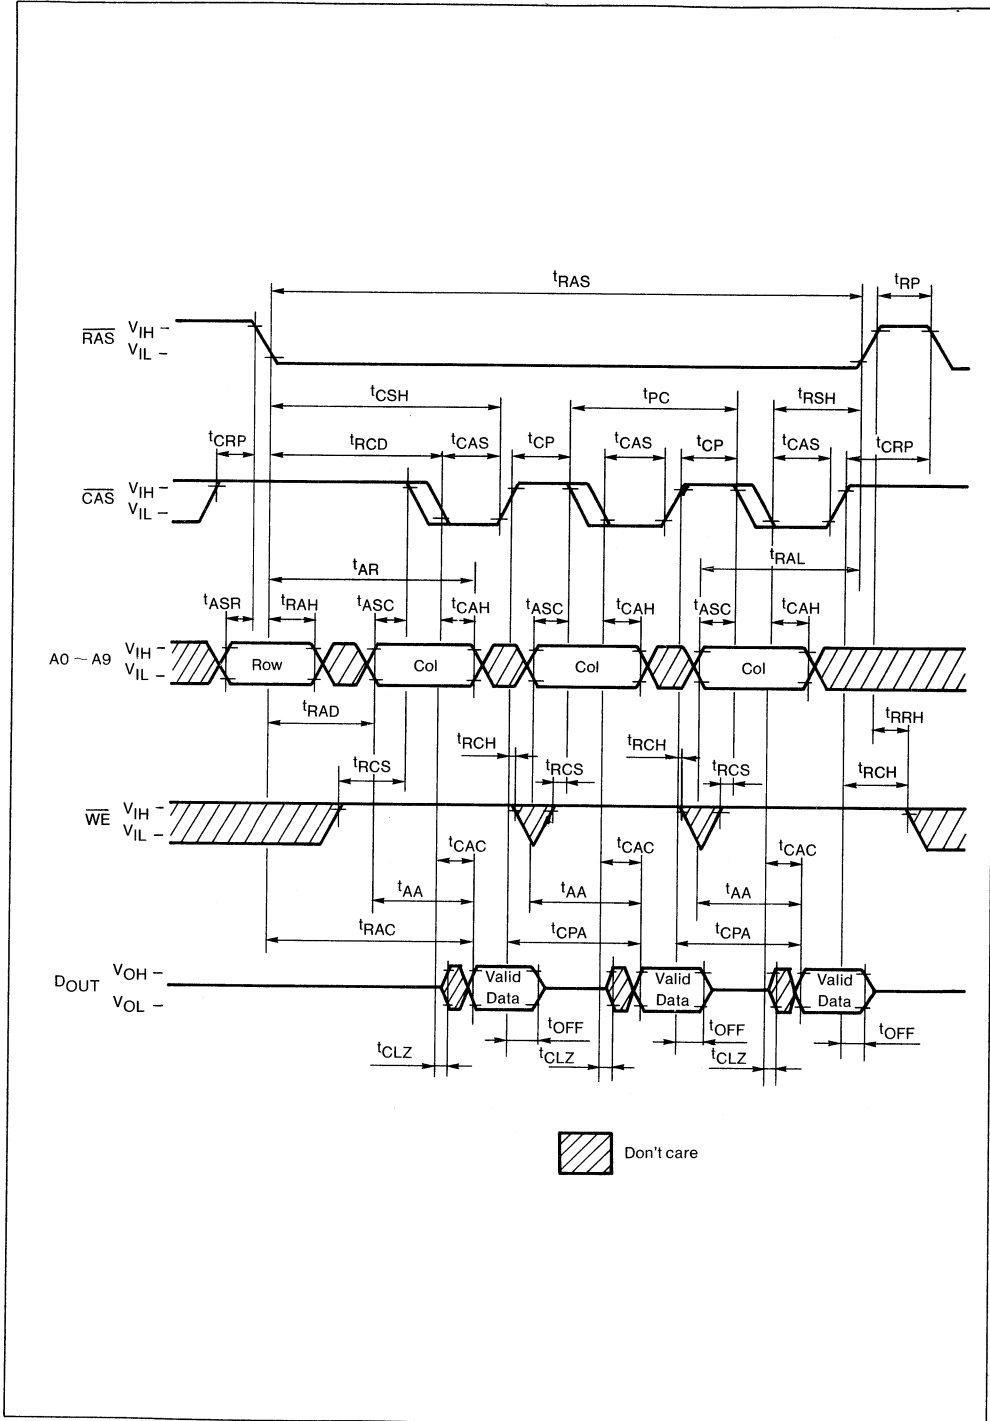 tRAS tRP
RAS VIH
VIL
tCSH tPC tRSH
tCRP tRCD tCAS tCP tCAS tCP tCAS tCRP
CAS VIH
VIL
tAR tRAL
tASR tRAH tASC tCAH tASC tCAH tASC tCAH
A0 ~ A9 VIH
VIL
Row Col Col Col
tRAD tRRH
tRCH tRCH
tRCS tRCS tRCS tRCH
WE VIH
VIL
tCAC tCAC tCAC
tAA tAA tAA
tRAC tCPA tCPA
DOUT VOH
VOL
Valid Data Valid Data Valid Data
tOFF tOFF tOFF
tCLZ tCLZ tCLZ
Don't care